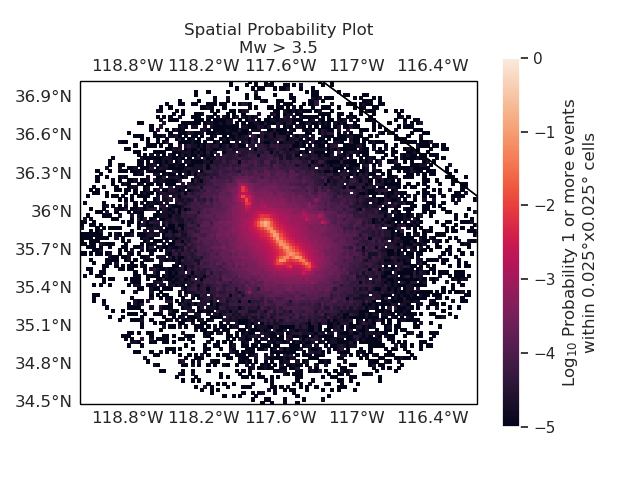 Spatial Probability Plot
Mw > 3.5
118.8°W 118.2°W 117.6°W 117°W 116.4°W
36.9°N
36.6°N
36.3°N
36°N
35.7°N
35.4°N
35.1°N
34.8°N
34.5°N
118.8°W 118.2°W 117.6°W 117°W 116.4°W
0
−1
−2
−3
−4
−5
Log₁₀ Probability 1 or more events
within 0.025°x0.025° cells